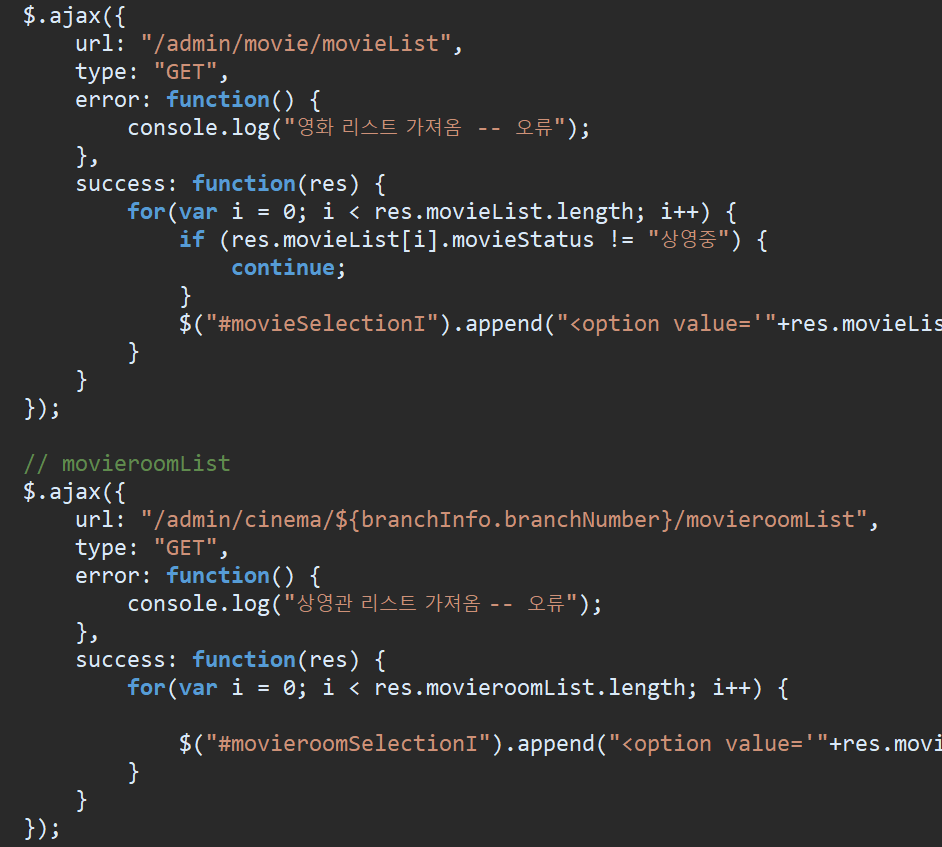 $.ajax({
    url: "/admin/movie/movieList",
    type: "GET",
    error: function() {
        console.log("영화 리스트 가져옴 -- 오류");
    },
    success: function(res) {
        for(var i = 0; i < res.movieList.length; i++) {
            if (res.movieList[i].movieStatus != "상영중") {
                continue;
            }
            $("#movieSelectionI").append("<option value='"+res.movieLis
        }
    }
});
// movieroomList
$.ajax({
    url: "/admin/cinema/${branchInfo.branchNumber}/movieroomList",
    type: "GET",
    error: function() {
        console.log("상영관 리스트 가져옴 -- 오류");
    },
    success: function(res) {
        for(var i = 0; i < res.movieroomList.length; i++) {
            $("#movieroomSelectionI").append("<option value='"+res.movi
        }
    }
});